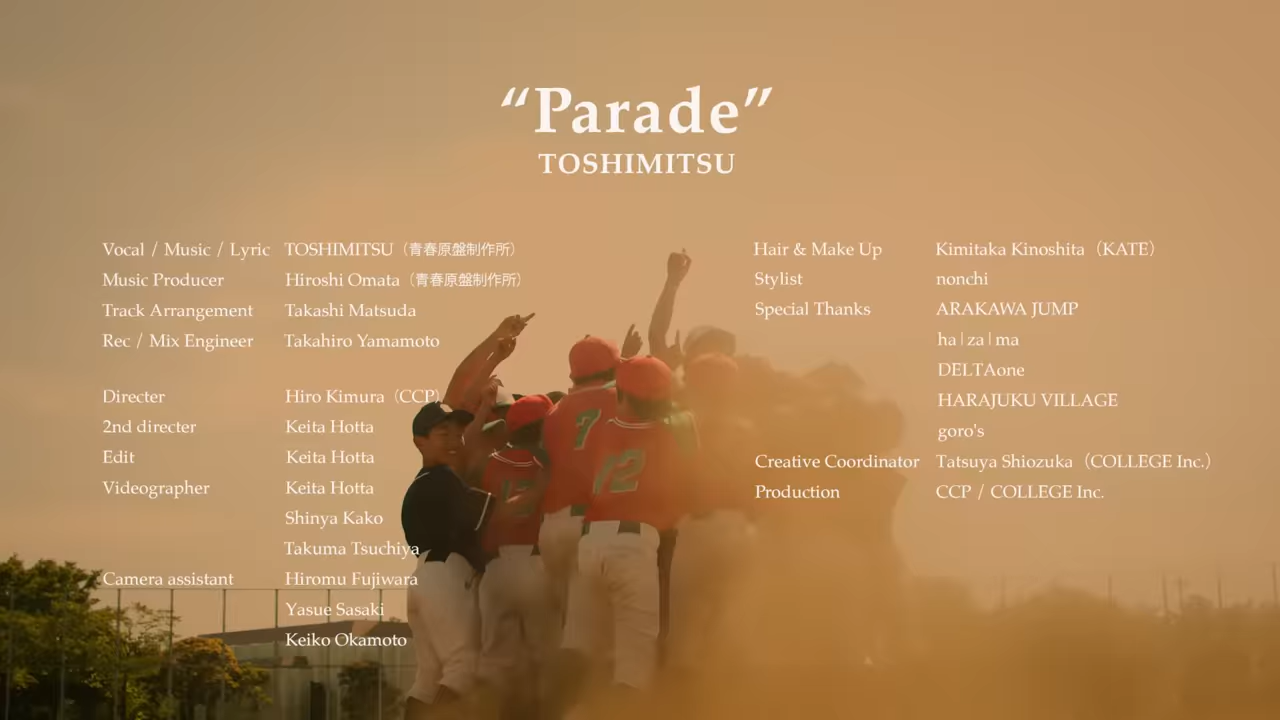 “Parade”
TOSHIMITSU
Vocal / Music / Lyric TOSHIMITSU（青春原盤制作所）
Music Producer Hiroshi Omata（青春原盤制作所）
Track Arrangement Takashi Matsuda
Rec / Mix Engineer Takahiro Yamamoto
Directer Hiro Kimura（CCP）
2nd directer Keita Hotta
Edit Keita Hotta
Videographer Keita Hotta
Shinya Kako
Takuma Tsuchiya
Camera assistant Hiromu Fujiwara
Yasue Sasaki
Keiko Okamoto
Hair & Make Up Kimitaka Kinoshita（KATE）
Stylist nonchi
Special Thanks ARAKAWA JUMP
ha|za|ma
DELTAone
HARAJUKU VILLAGE
goro's
Creative Coordinator Tatsuya Shiozuka（COLLEGE Inc.）
Production CCP / COLLEGE Inc.
7
12